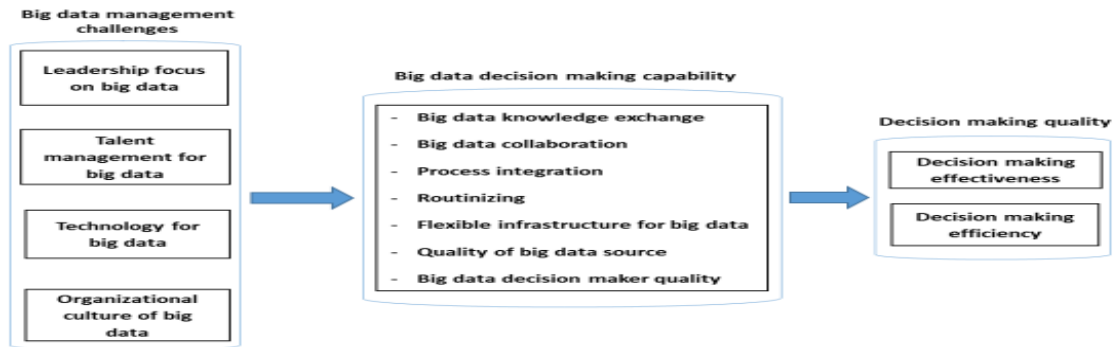 Big data management
challenges
Leadership focus
on big data
Talent
management for
big data
Technology for
big data
Organizational
culture of big
data
Big data decision making capability
- Big data knowledge exchange
- Big data collaboration
- Process integration
- Routinizing
- Flexible infrastructure for big data
- Quality of big data source
- Big data decision maker quality
Decision making quality
Decision making
effectiveness
Decision making
efficiency